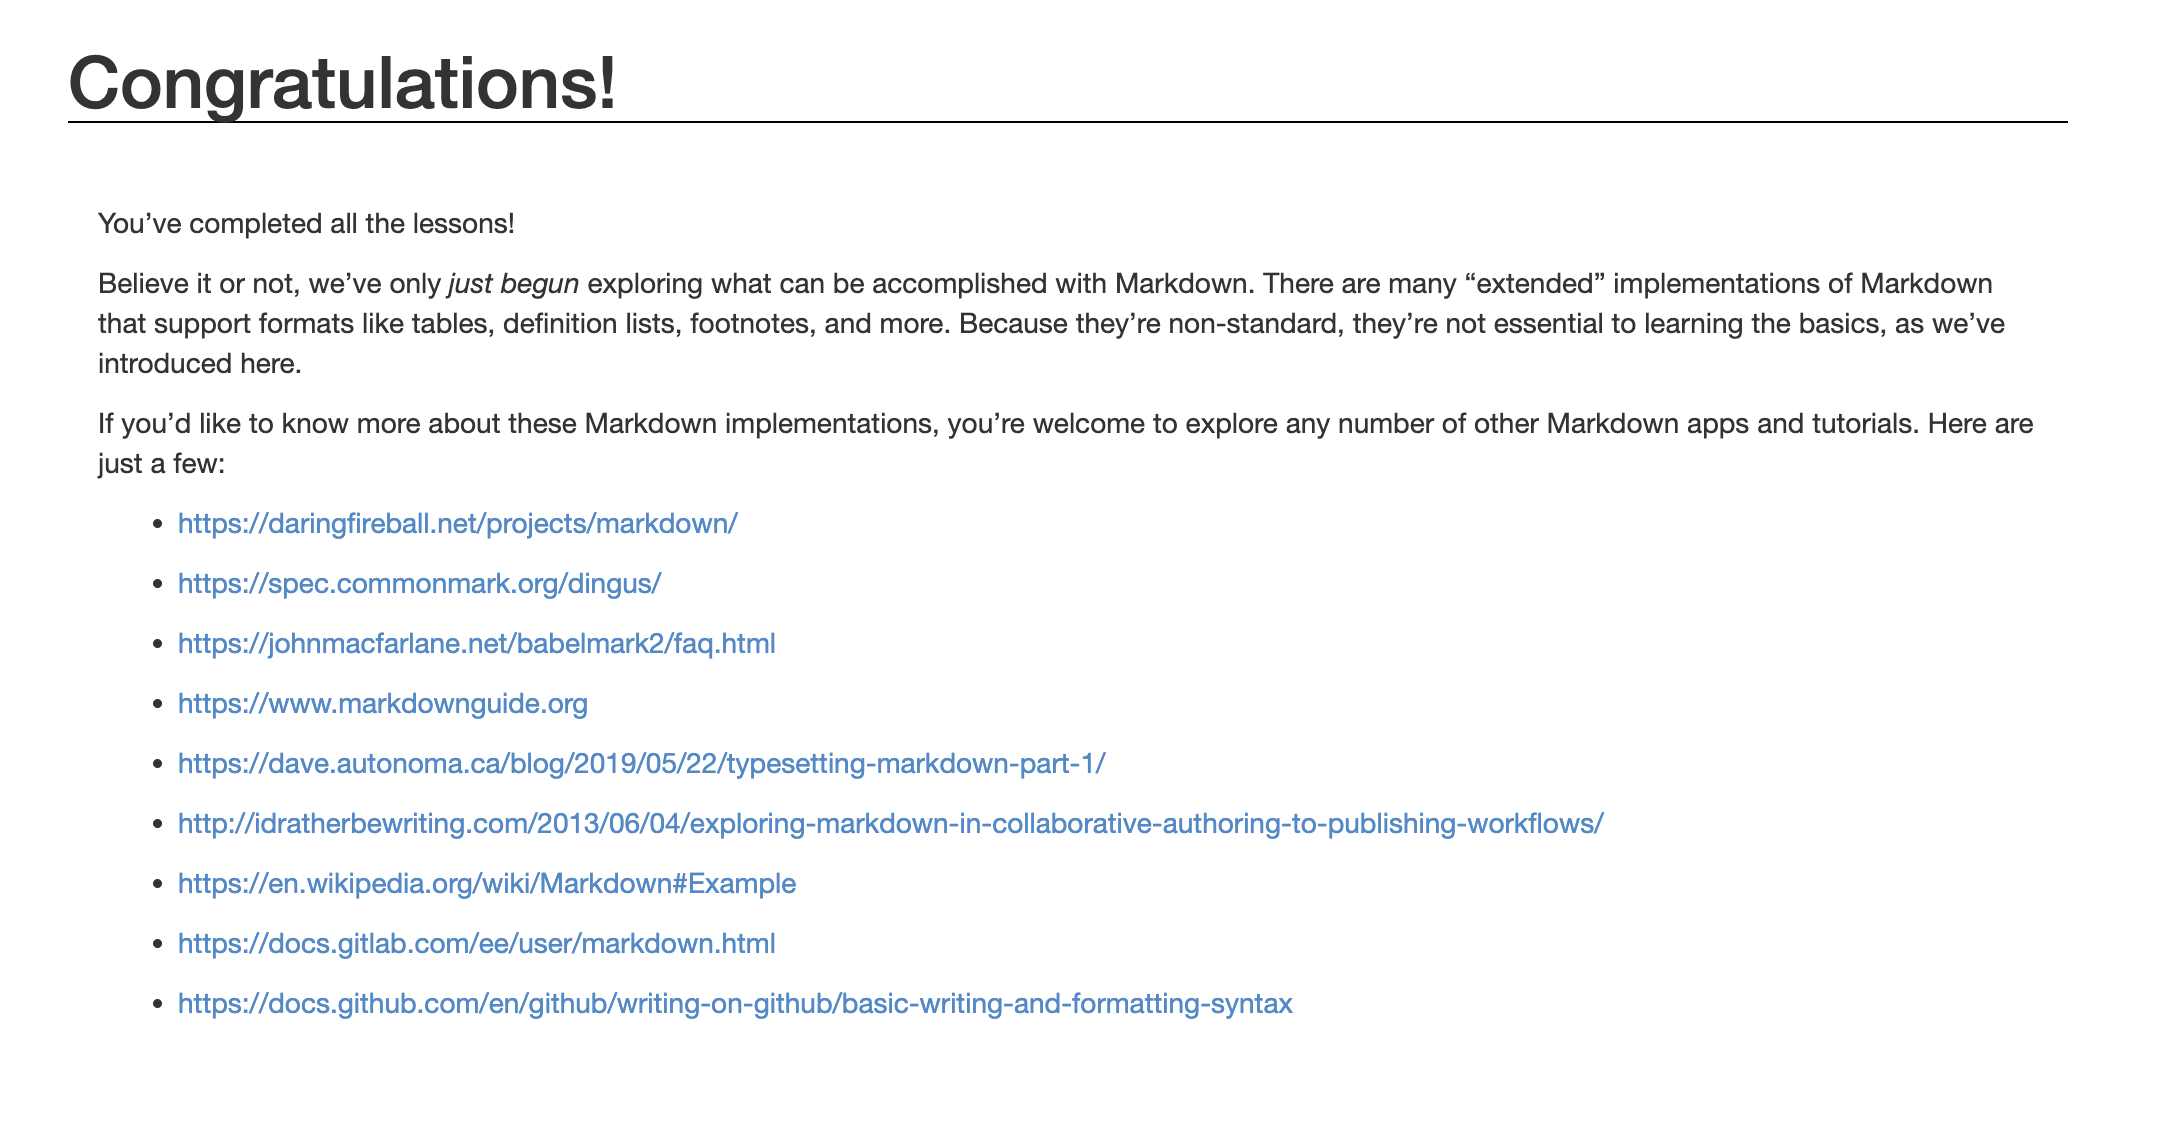 Congratulations!
You’ve completed all the lessons!
Believe it or not, we’ve only just begun exploring what can be accomplished with Markdown. There are many “extended” implementations of Markdown
that support formats like tables, definition lists, footnotes, and more. Because they’re non-standard, they’re not essential to learning the basics, as we’ve
introduced here.
If you’d like to know more about these Markdown implementations, you’re welcome to explore any number of other Markdown apps and tutorials. Here are
just a few:
• https://daringfireball.net/projects/markdown/
• https://spec.commonmark.org/dingus/
• https://johnmacfarlane.net/babelmark2/faq.html
• https://www.markdownguide.org
• https://dave.autonoma.ca/blog/2019/05/22/typesetting-markdown-part-1/
• http://idratherbewriting.com/2013/06/04/exploring-markdown-in-collaborative-authoring-to-publishing-workflows/
• https://en.wikipedia.org/wiki/Markdown#Example
• https://docs.gitlab.com/ee/user/markdown.html
• https://docs.github.com/en/github/writing-on-github/basic-writing-and-formatting-syntax